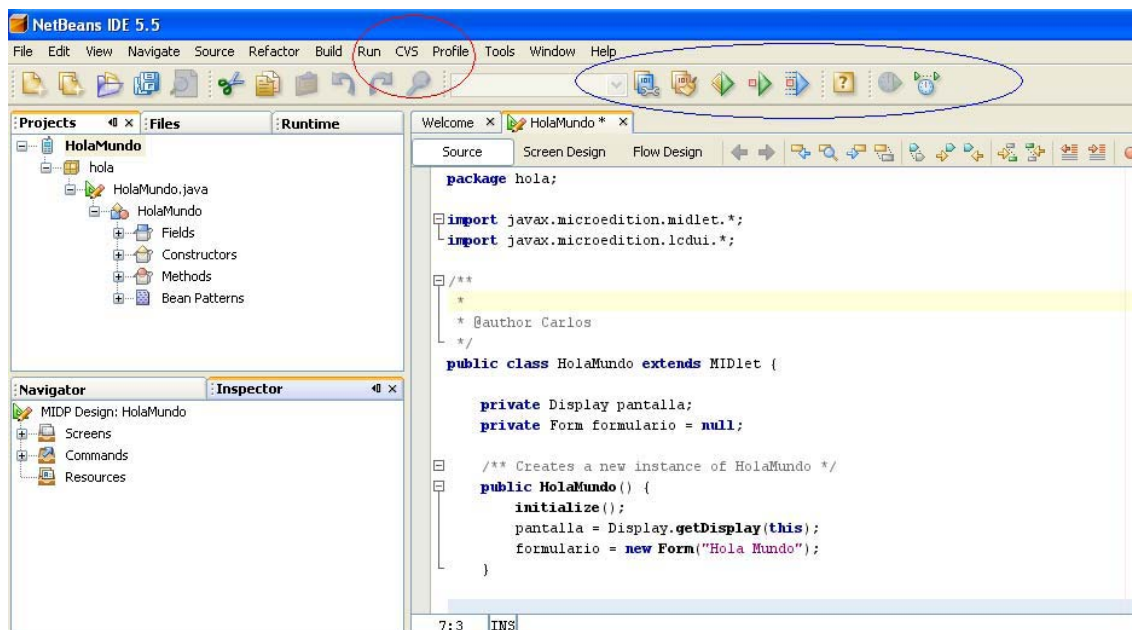 NetBeans IDE 5.5
File Edit View Navigate Source Refactor Build Run CVS Profile Tools Window Help
Projects Files Runtime
HolaMundo
hola
HolaMundo.java
HolaMundo
Fields
Constructors
Methods
Bean Patterns
Navigator Inspector
MIDP Design: HolaMundo
Screens
Commands
Resources
Welcome HolaMundo *
Source Screen Design Flow Design
package hola;
import javax.microedition.midlet.*;
import javax.microedition.lcdui.*;
/**
*
* @author Carlos
*/
public class HolaMundo extends MIDlet {
private Display pantalla;
private Form formulario = null;
/** Creates a new instance of HolaMundo */
public HolaMundo() {
initialize();
pantalla = Display.getDisplay(this);
formulario = new Form("Hola Mundo");
}
7:3 INS